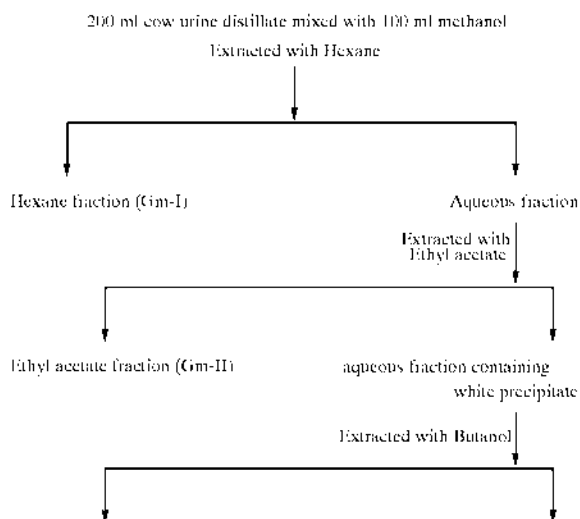 200 ml cow urine distillate mixed with 100 ml methanol
Extracted with Hexane
Hexane fraction (Gm-I)
Aqueous fraction
Extracted with
Ethyl acetate
Ethyl acetate fraction (Gm-II)
aqueous fraction containing
white precipitate
Extracted with Butanol